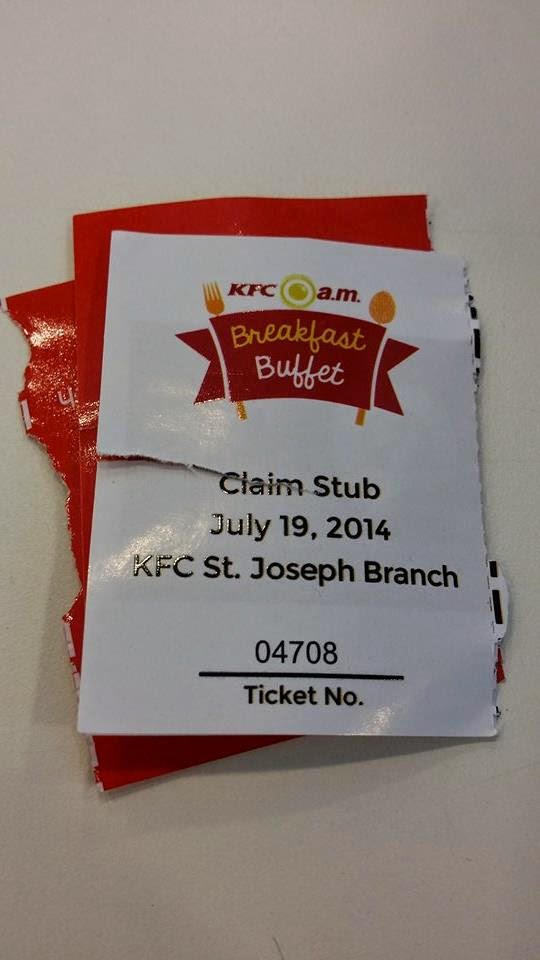 KFC a.m.
Breakfast
Buffet
Claim Stub
July 19, 2014
KFC St. Joseph Branch
04708
Ticket No.